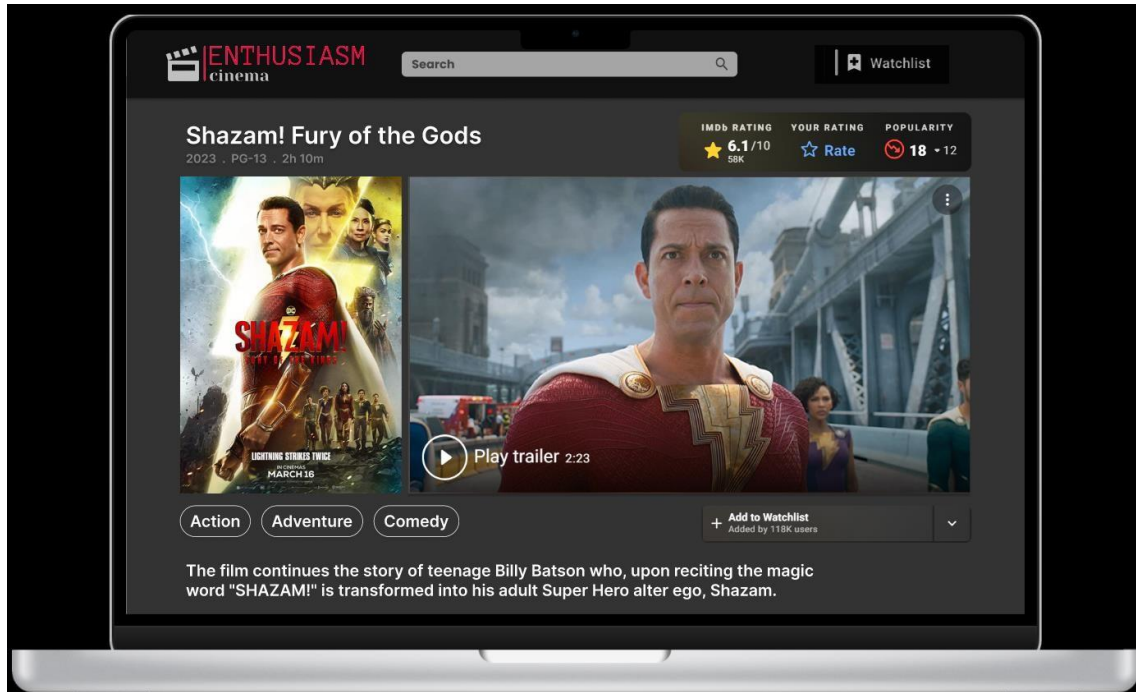 ENTHUSIASM
cinema
Search
Watchlist
Shazam! Fury of the Gods
2023 . PG-13 . 2h 10m
IMDb RATING
6.1/10
58K
YOUR RATING
Rate
POPULARITY
18 12
DC
SHAZAM!
FURY OF THE GODS
LIGHTNING STRIKES TWICE
IN CINEMAS
MARCH 16
Play trailer 2:23
Action
Adventure
Comedy
+ Add to Watchlist
Added by 118K users
The film continues the story of teenage Billy Batson who, upon reciting the magic
word "SHAZAM!" is transformed into his adult Super Hero alter ego, Shazam.